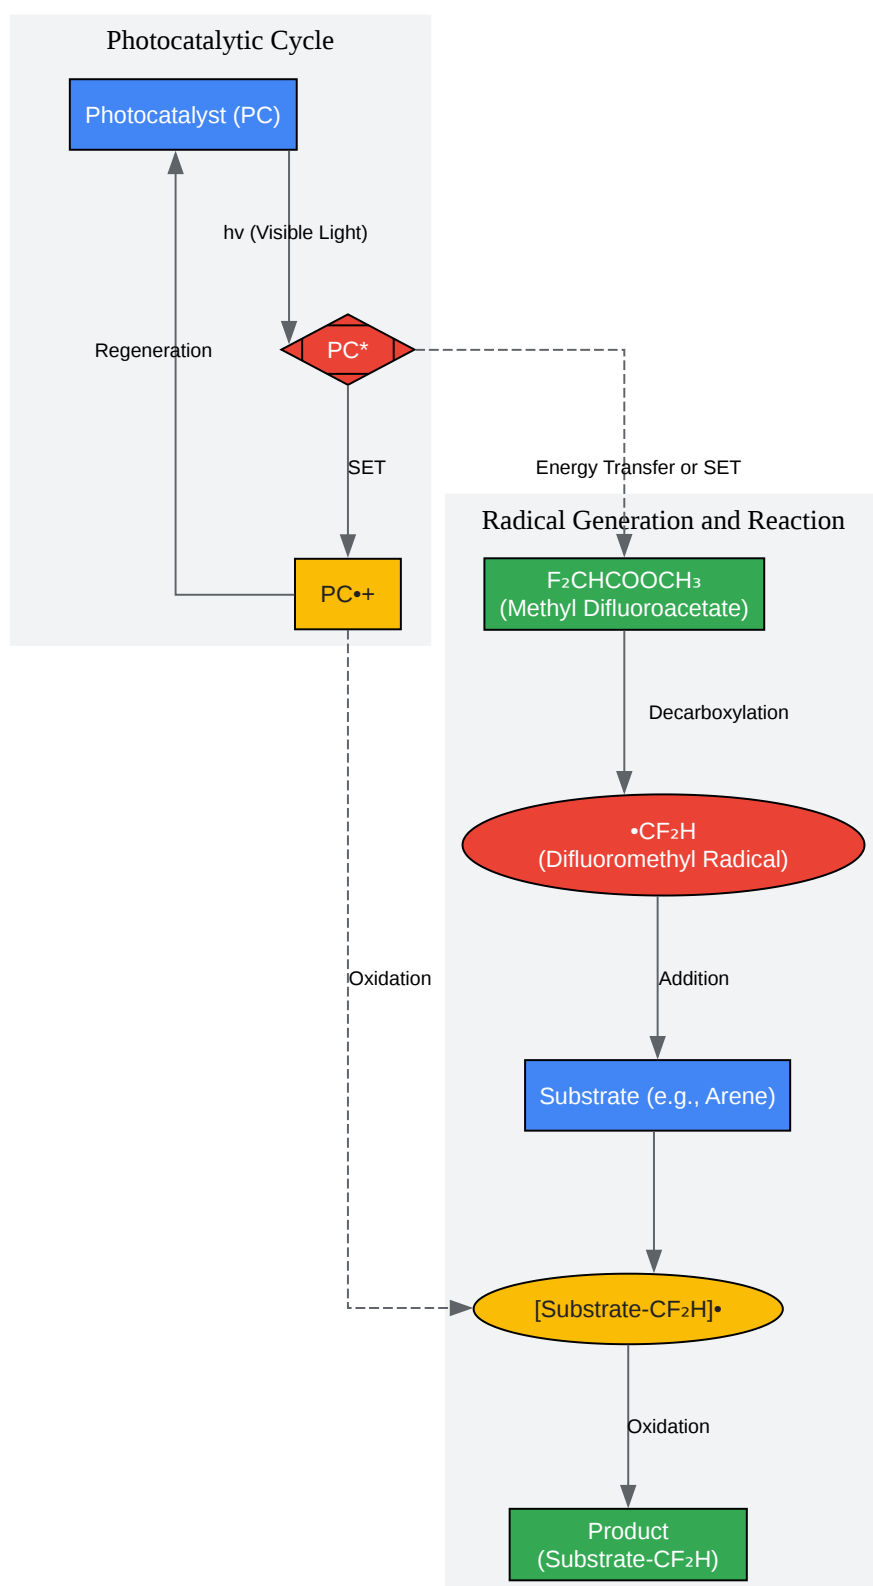 Photocatalytic Cycle
Photocatalyst (PC)
hv (Visible Light)
Regeneration
PC*
SET
Energy Transfer or SET
PC•+
Radical Generation and Reaction
F₂CHCOOCH₃
(Methyl Difluoroacetate)
Decarboxylation
•CF₂H
(Difluoromethyl Radical)
Oxidation
Addition
Substrate (e.g., Arene)
[Substrate-CF₂H]•
Oxidation
Product
(Substrate-CF₂H)